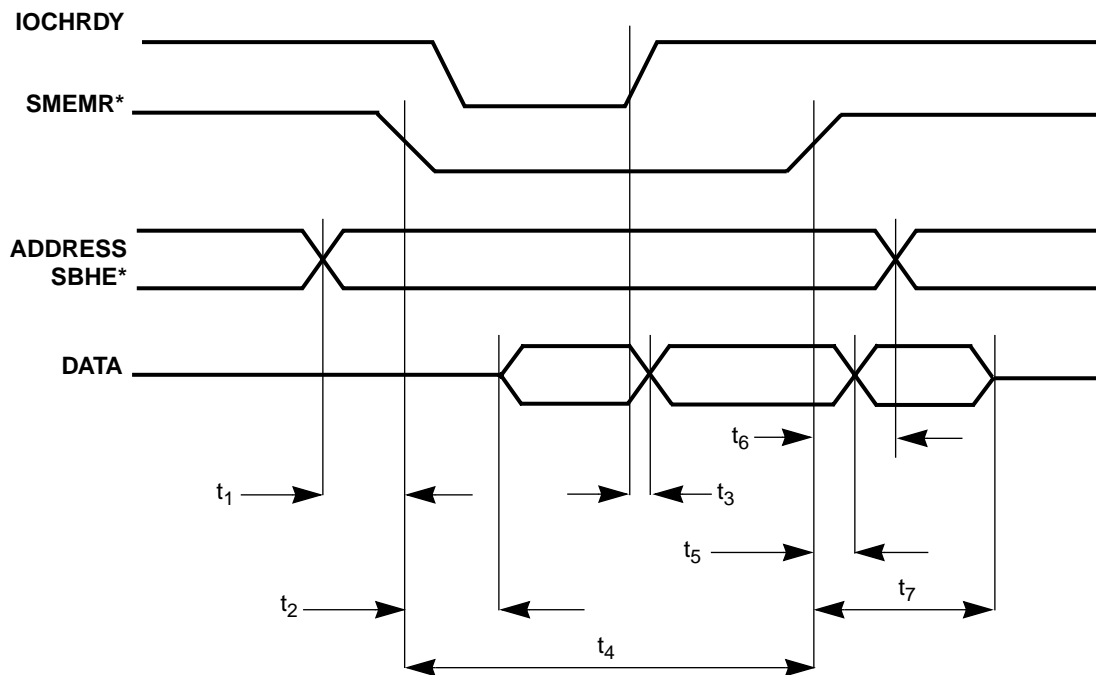 IOCHRDY
SMEMR*
ADDRESS
SBHE*
DATA
t6
t1
t3
t5
t2
t7
t4